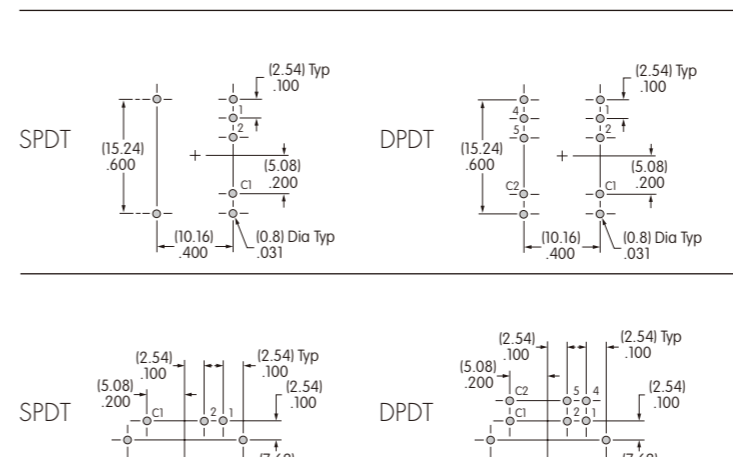 (2.54) Typ
.100
1
2
SPDT
(15.24)
.600
(5.08)
.200
C1
(10.16)
.400
(0.8) Dia Typ
.031
(2.54) Typ
.100
4
1
5
2
DPDT
(15.24)
.600
(5.08)
.200
C2
C1
(10.16)
.400
(0.8) Dia Typ
.031
(2.54)
.100
(2.54) Typ
.100
(5.08)
.200
(2.54)
.100
SPDT
C1
2
1
(2.54)
.100
(2.54) Typ
.100
(5.08)
.200
(2.54)
.100
C2
5
4
DPDT
C1
2
1